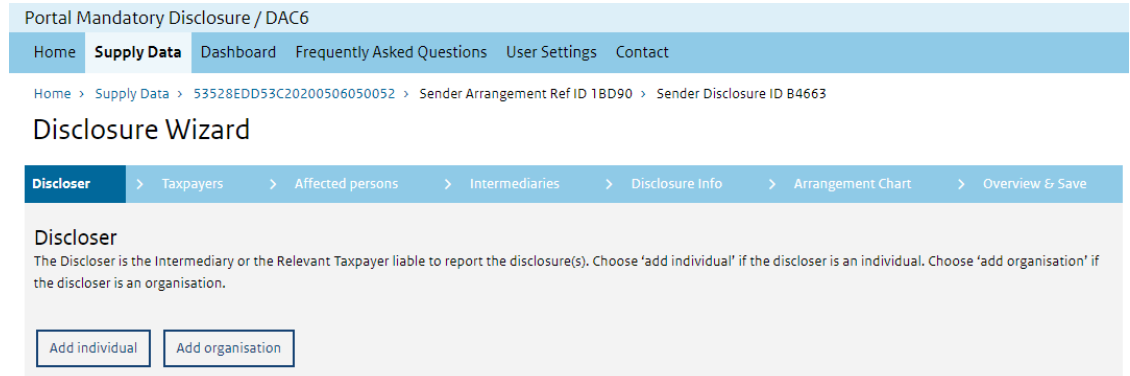 Portal Mandatory Disclosure / DAC6
Home Supply Data Dashboard Frequently Asked Questions User Settings Contact
Home > Supply Data > 53528EDD53C20200506050052 > Sender Arrangement Ref ID 1BD90 > Sender Disclosure ID B4663
Disclosure Wizard
Discloser > Taxpayers > Affected persons > Intermediaries > Disclosure Info > Arrangement Chart > Overview & Save
Discloser
The Discloser is the Intermediary or the Relevant Taxpayer liable to report the disclosure(s). Choose 'add individual' if the discloser is an individual. Choose 'add organisation' if
the discloser is an organisation.
Add individual Add organisation